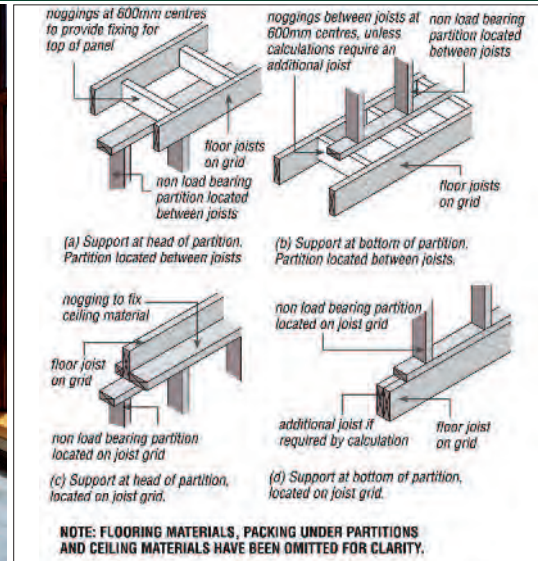 noggings at 600mm centres
to provide fixing for
top of panel
floor joists
on grid
non load bearing
partition located
between joists
(a) Support at head of partition.
Partition located between joists
noggings between joists at
600mm centres, unless
calculations require an
additional joist
non load bearing
partition located
between joists
floor joists
on grid
(b) Support at bottom of partition.
Partition located between joists.
nogging to fix
ceiling material
floor joist
on grid
non load bearing partition
located on joist grid
(c) Support at head of partition,
located on joist grid.
non load bearing partition
located on joist grid
additional joist if
required by calculation
floor joist
on grid
(d) Support at bottom of partition,
located on joist grid.
NOTE: FLOORING MATERIALS, PACKING UNDER PARTITIONS
AND CEILING MATERIALS HAVE BEEN OMITTED FOR CLARITY.